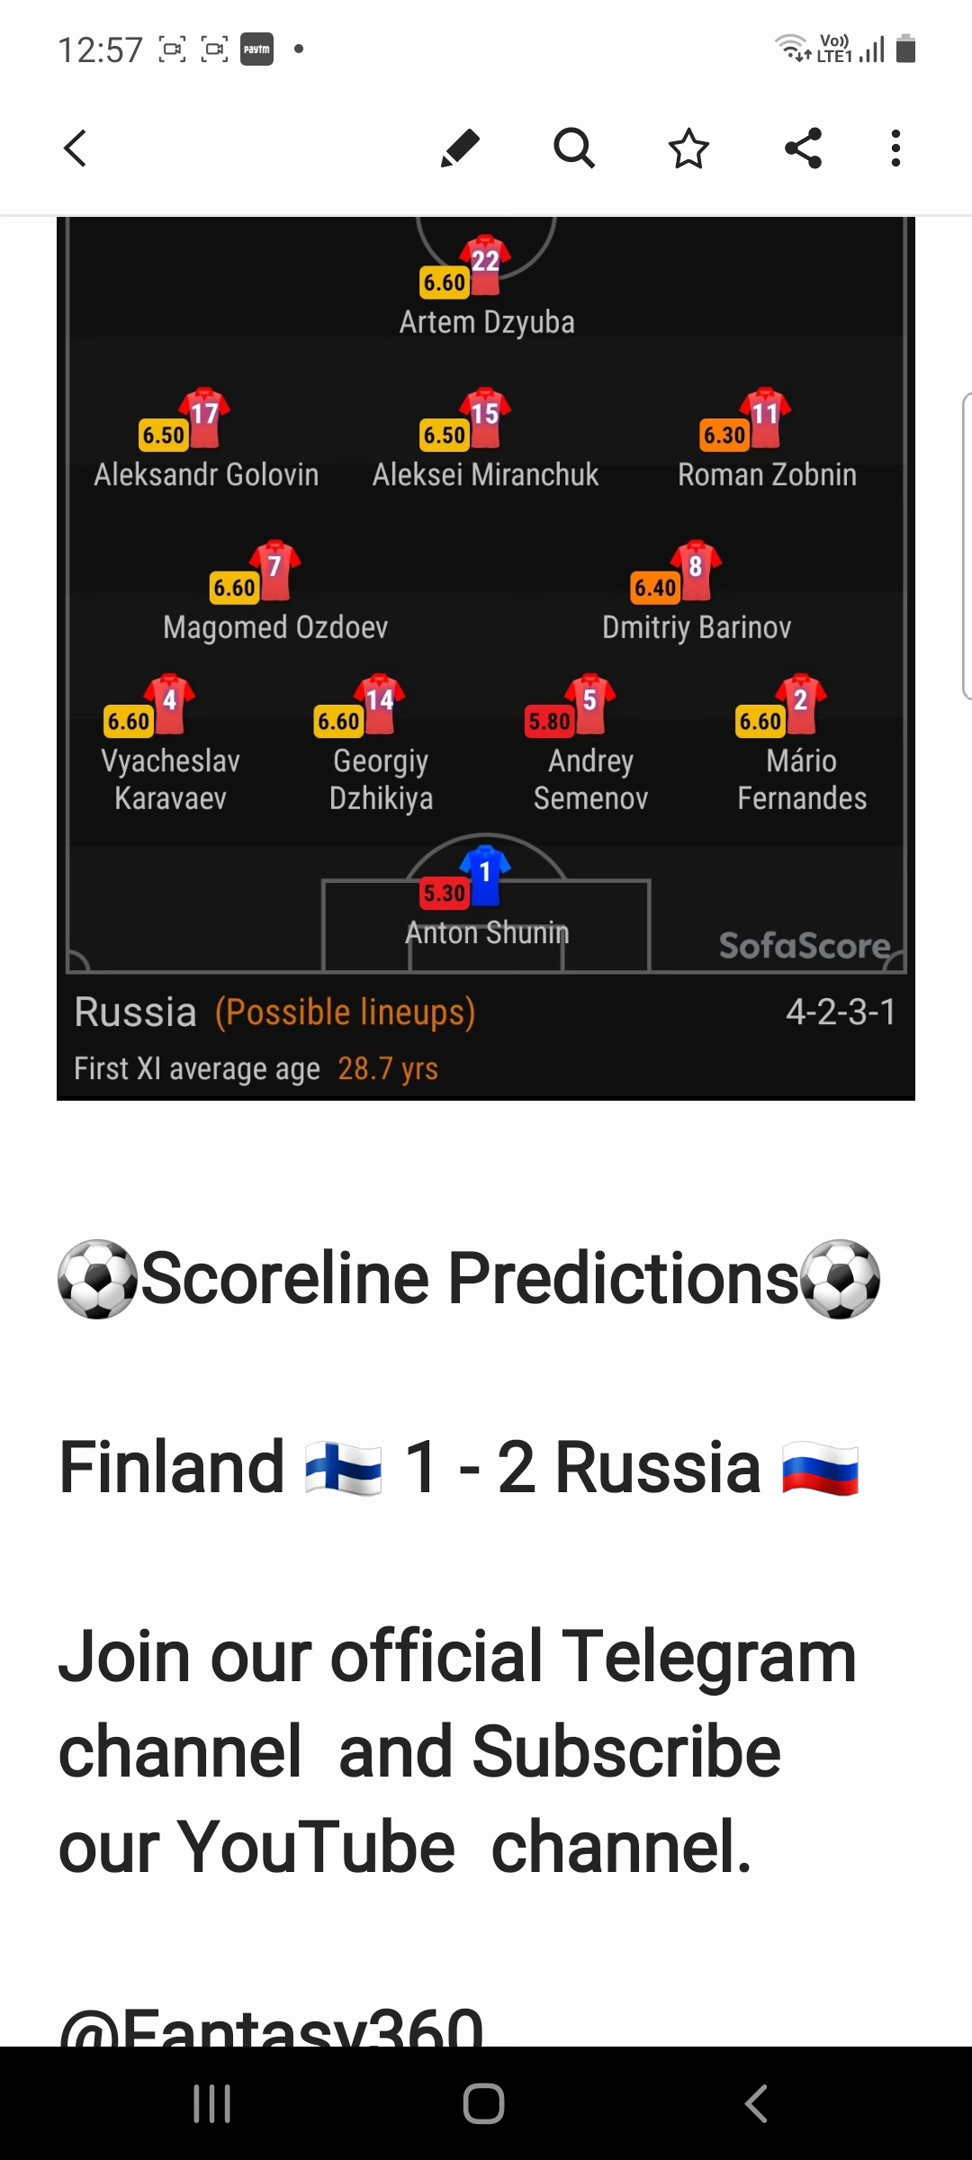 12:57 paytm Vo)) LTE1
22
6.60
Artem Dzyuba
17 15 11
6.50 6.50 6.30
Aleksandr Golovin Aleksei Miranchuk Roman Zobnin
7 8
6.60 6.40
Magomed Ozdoev Dmitriy Barinov
4 14 5 2
6.60 6.60 5.80 6.60
Vyacheslav Georgiy Andrey Mário
Karavaev Dzhikiya Semenov Fernandes
1
5.30
Anton Shunin
SofaScore
Russia (Possible lineups) 4-2-3-1
First XI average age 28.7 yrs
⚽Scoreline Predictions⚽
Finland 🇫🇮 1 - 2 Russia 🇷🇺
Join our official Telegram
channel  and Subscribe
our YouTube  channel.
@Fantasy360